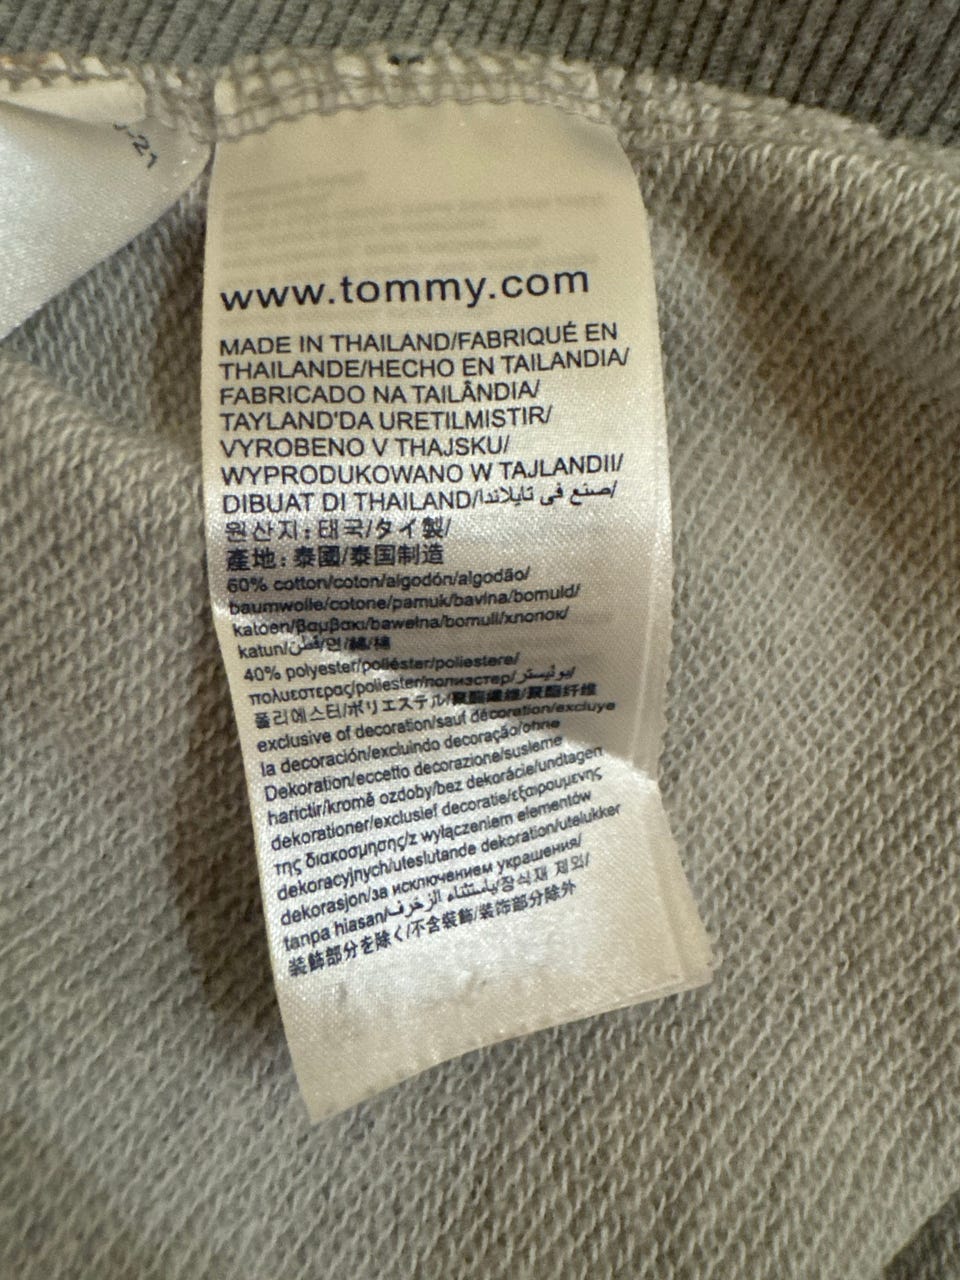 -21
www.tommy.com
MADE IN THAILAND/FABRIQUÉ EN
THAILANDE/HECHO EN TAILANDIA/
FABRICADO NA TAILÂNDIA/
TAYLAND'DA URETILMISTIR/
VYROBENO V THAJSKU/
WYPRODUKOWANO W TAJLANDII/
DIBUAT DI THAILAND/صنع في تايلاندا/
원산지: 태국/タイ製/
產地: 泰國/泰国制造
60% cotton/coton/algodón/algodão/
baumwolle/cotone/pamuk/bavlna/bomuld/
katoen/βαμβακι/bawełna/bomull/хлопок/
katun/قطن/면/綿/棉
40% polyester/poliéster/poliestere/
πολυεστερας/poliester/полиэстер/بوليستر/
폴리에스터/ポリエステル/聚酯纖維/聚酯纤维
exclusive of decoration/sauf décoration/excluye
la decoración/excluindo decoração/ohne
Dekoration/eccetto decorazione/susleme
harictir/kromě ozdoby/bez dekorácie/undtagen
dekorationer/exclusief decoratie/εξαιρουμενης
της διακοσμησης/z wyłączeniem elementów
dekoracyjnych/uteslutande dekoration/utelukker
dekorasjon/за исключением украшения/
tanpa hiasan/باستثناء الزخرف/장식재 제외/
装飾部分を除く/不含裝飾/装饰部分除外